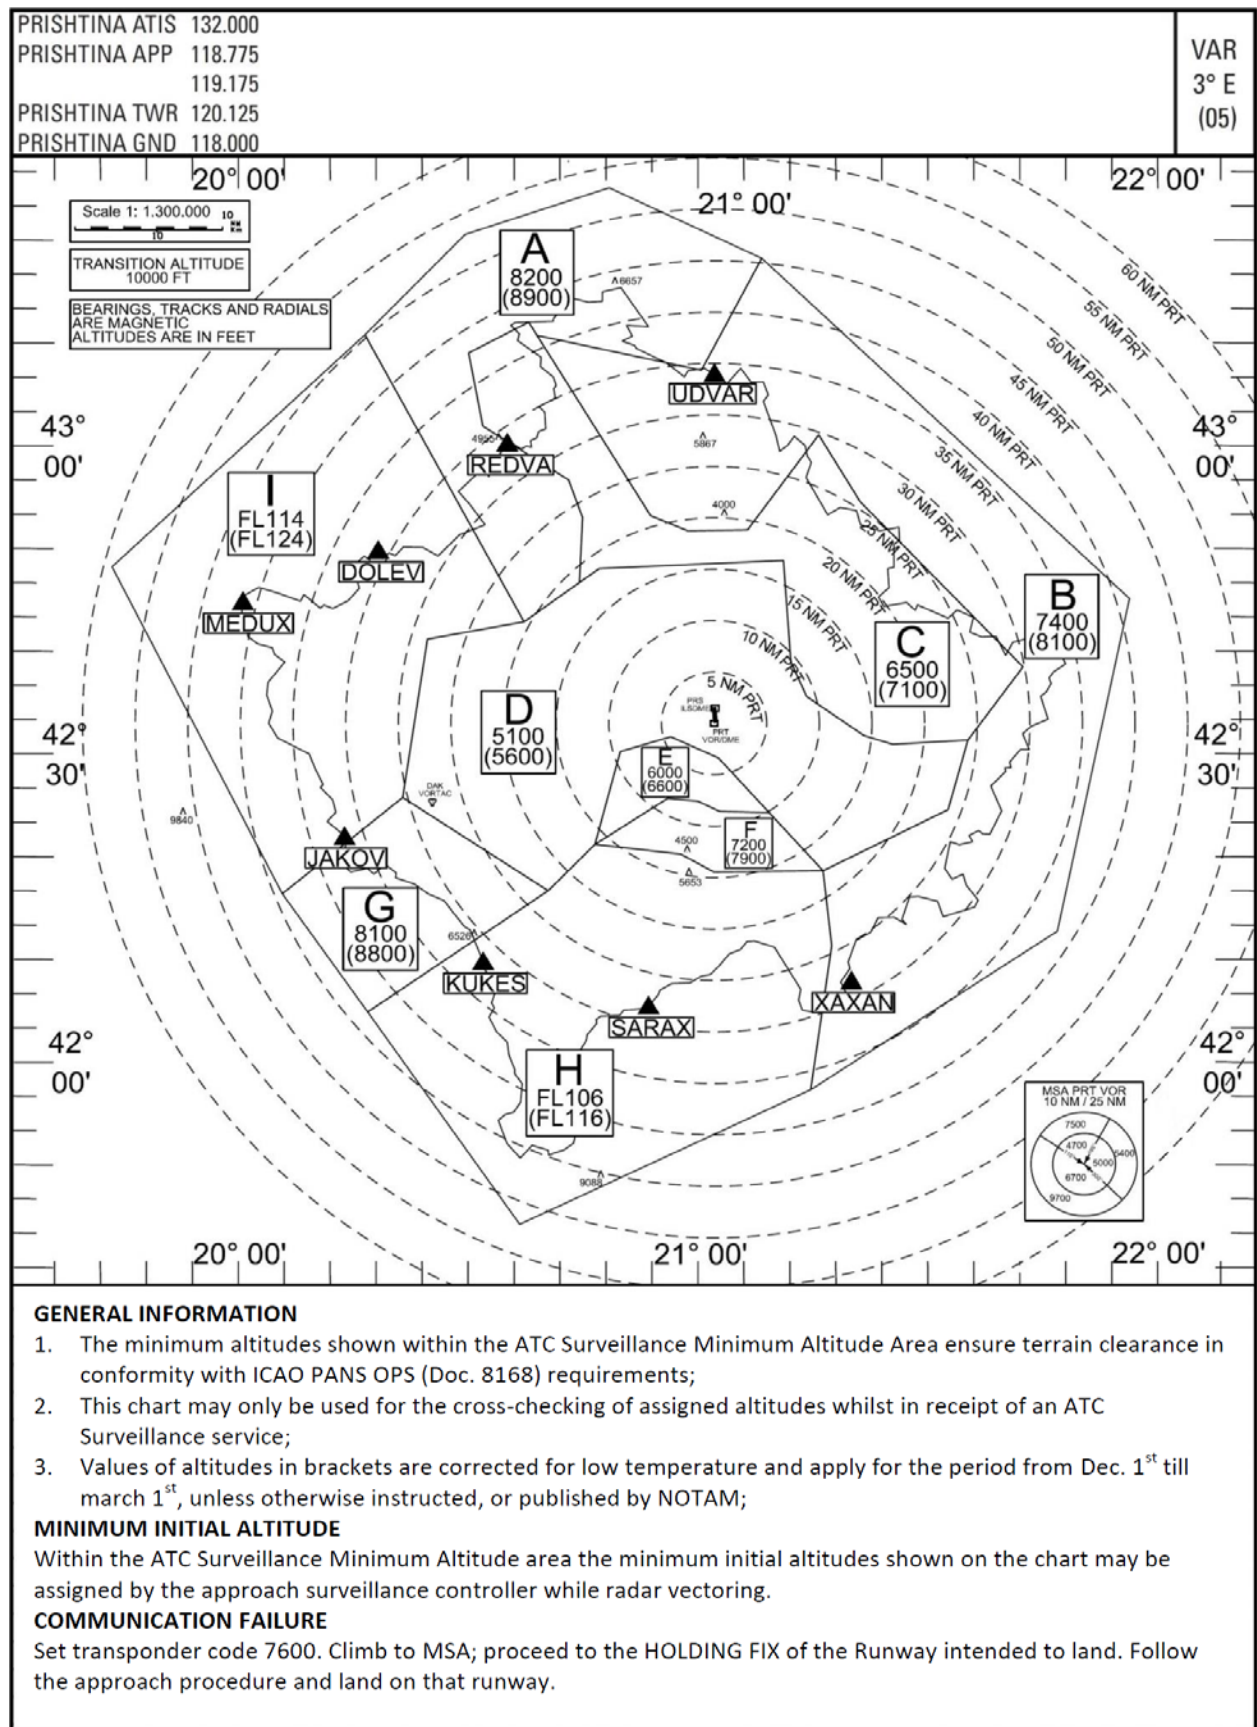 PRISHTINA ATIS 132.000
PRISHTINA APP 118.775
119.175
PRISHTINA TWR 120.125
PRISHTINA GND 118.000
VAR
3° E
(05)
20° 00'
21° 00'
22° 00'
Scale 1: 1.300.000
10
10
TRANSITION ALTITUDE
10000 FT
BEARINGS, TRACKS AND RADIALS
ARE MAGNETIC
ALTITUDES ARE IN FEET
A
8200
(8900)
6657
60 NM PRT
55 NM PRT
50 NM PRT
45 NM PRT
40 NM PRT
35 NM PRT
30 NM PRT
25 NM PRT
20 NM PRT
15 NM PRT
10 NM PRT
5 NM PRT
UDVAR
43°
00'
43°
00'
4955
REDVA
5867
I
FL114
(FL124)
4000
DOLEV
MEDUX
B
7400
(8100)
C
6500
(7100)
D
5100
(5600)
PRS
PRT
VOR/DME
42°
30'
42°
30'
E
6000
(6600)
DAK
VORTAC
9840
F
7200
(7900)
4500
5653
JAKOV
G
8100
(8800)
6526
KUKES
XAXAN
SARAX
42°
00'
42°
00'
H
FL106
(FL116)
9088
MSA PRT VOR
10 NM / 25 NM
7500
4700
5400
5000
6700
9700
20° 00'
21° 00'
22° 00'
GENERAL INFORMATION
1. The minimum altitudes shown within the ATC Surveillance Minimum Altitude Area ensure terrain clearance in
conformity with ICAO PANS OPS (Doc. 8168) requirements;
2. This chart may only be used for the cross-checking of assigned altitudes whilst in receipt of an ATC
Surveillance service;
3. Values of altitudes in brackets are corrected for low temperature and apply for the period from Dec. 1st till
march 1st, unless otherwise instructed, or published by NOTAM;
MINIMUM INITIAL ALTITUDE
Within the ATC Surveillance Minimum Altitude area the minimum initial altitudes shown on the chart may be
assigned by the approach surveillance controller while radar vectoring.
COMMUNICATION FAILURE
Set transponder code 7600. Climb to MSA; proceed to the HOLDING FIX of the Runway intended to land. Follow
the approach procedure and land on that runway.